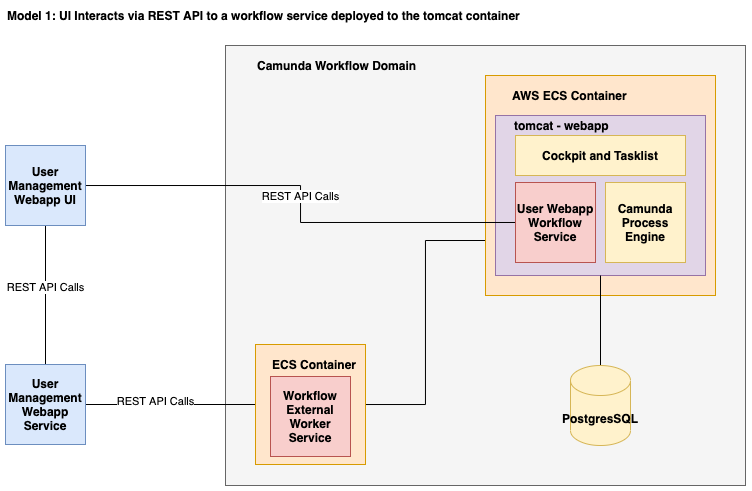 Model 1: UI Interacts via REST API to a workflow service deployed to the tomcat container
Camunda Workflow Domain
AWS ECS Container
tomcat - webapp
Cockpit and Tasklist
User
Management
Webapp UI
REST API Calls
User Webapp
Workflow
Service
Camunda
Process
Engine
REST API Calls
ECS Container
User
Management
Webapp
Service
REST API Calls
Workflow
External
Worker
Service
PostgresSQL